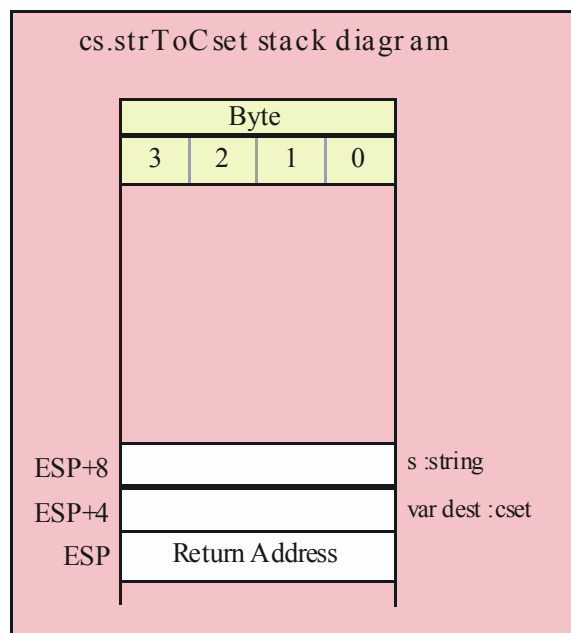 cs.strToCset stack diagram
Byte
3 2 1 0
ESP+8 s :string
ESP+4 var dest :cset
ESP Return Address